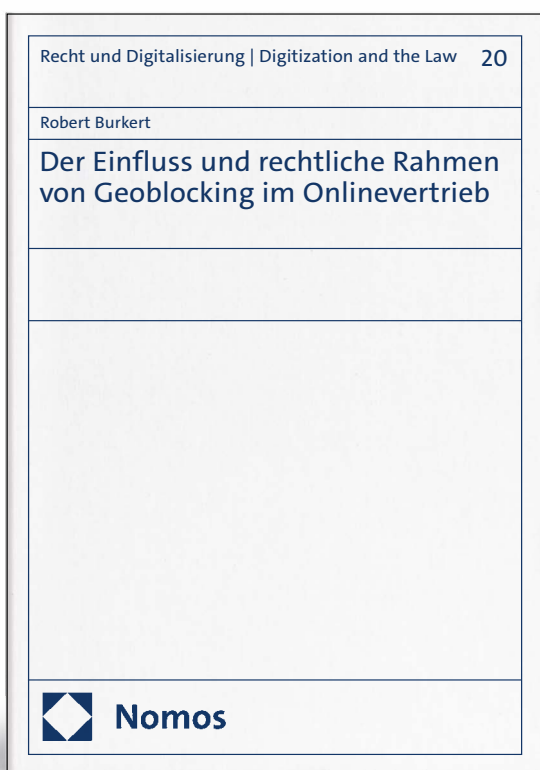 Recht und Digitalisierung | Digitization and the Law 20
Robert Burkert
Der Einfluss und rechtliche Rahmen
von Geoblocking im Onlinevertrieb
Nomos